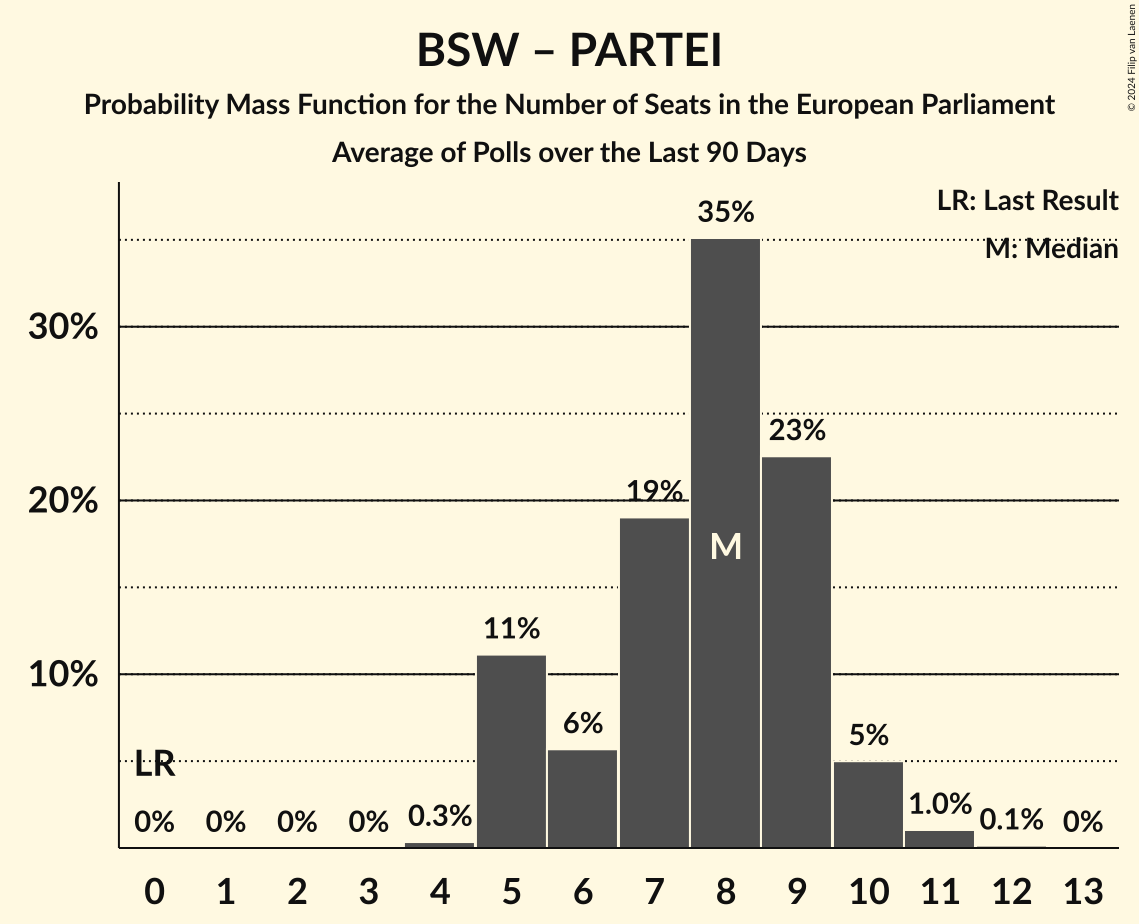 BSW – PARTEI
Probability Mass Function for the Number of Seats in the European Parliament
Average of Polls over the Last 90 Days
© 2024 Filip van Laenen
LR: Last Result
M: Median
35%
30%
23%
20%
19%
M
11%
10%
6%
5%
LR
0% 0% 0% 0% 0.3% 1.0% 0.1% 0%
0 1 2 3 4 5 6 7 8 9 10 11 12 13